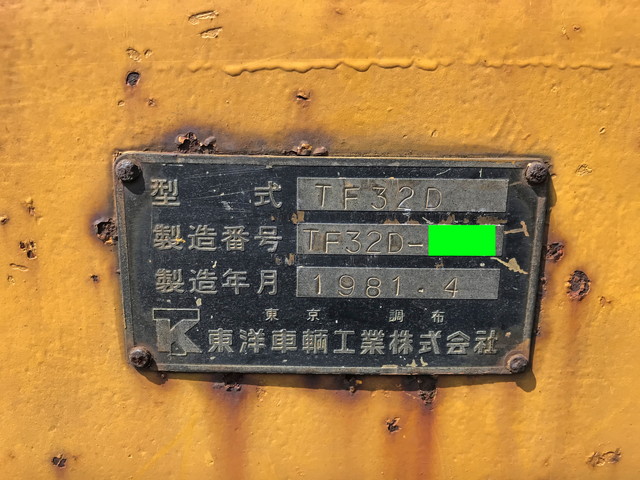 型式 TF32D
製造番号 TF32D-
製造年月 1981.4
東京 調布
TK 東洋車輌工業株式会社